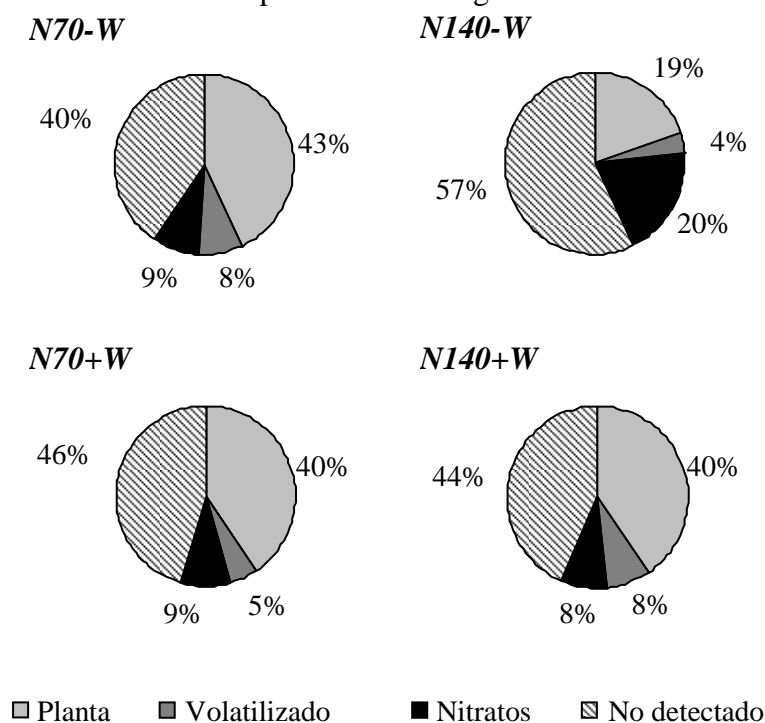 N70-W N140-W
19%
40% 43% 4%
57%
20%
9% 8%
N70+W N140+W
46% 40% 44% 40%
9% 5% 8% 8%
Planta Volatilizado Nitratos No detectado